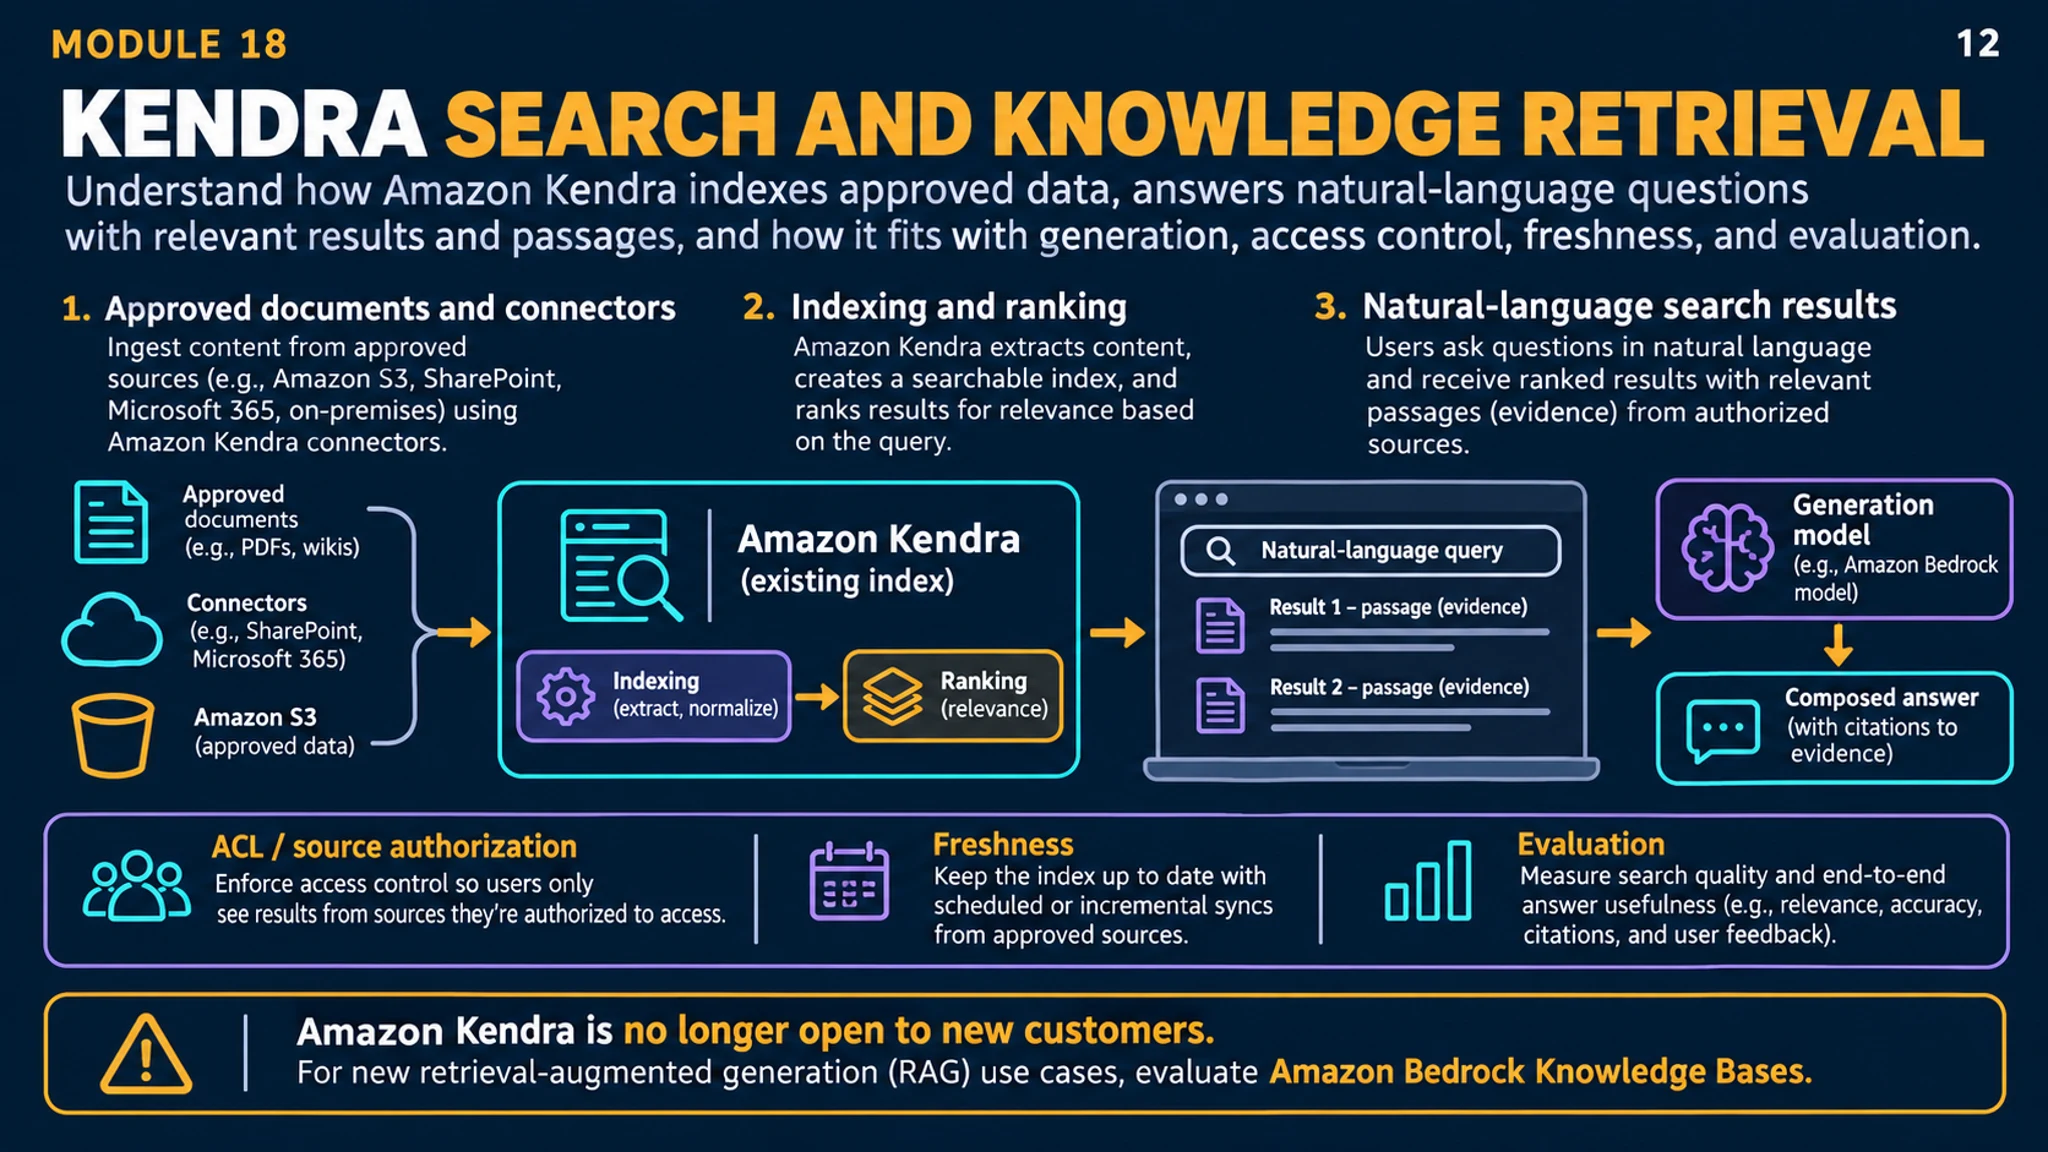 MODULE 18
12
KENDRA SEARCH AND KNOWLEDGE RETRIEVAL
Understand how Amazon Kendra indexes approved data, answers natural-language questions
with relevant results and passages, and how it fits with generation, access control, freshness, and evaluation.
1. Approved documents and connectors
Ingest content from approved
sources (e.g., Amazon S3, SharePoint,
Microsoft 365, on-premises) using
Amazon Kendra connectors.
2. Indexing and ranking
Amazon Kendra extracts content,
creates a searchable index, and
ranks results for relevance based
on the query.
3. Natural-language search results
Users ask questions in natural language
and receive ranked results with relevant
passages (evidence) from authorized
sources.
Approved
documents
(e.g., PDFs, wikis)
Connectors
(e.g., SharePoint,
Microsoft 365)
Amazon S3
(approved data)
Amazon Kendra
(existing index)
Indexing
(extract, normalize)
Ranking
(relevance)
Natural-language query
Result 1 – passage (evidence)
Result 2 – passage (evidence)
Generation
model
(e.g., Amazon Bedrock
model)
Composed answer
(with citations to
evidence)
ACL / source authorization
Enforce access control so users only
see results from sources they're authorized to access.
Freshness
Keep the index up to date with
scheduled or incremental syncs
from approved sources.
Evaluation
Measure search quality and end-to-end
answer usefulness (e.g., relevance, accuracy,
citations, and user feedback).
Amazon Kendra is no longer open to new customers.
For new retrieval-augmented generation (RAG) use cases, evaluate Amazon Bedrock Knowledge Bases.